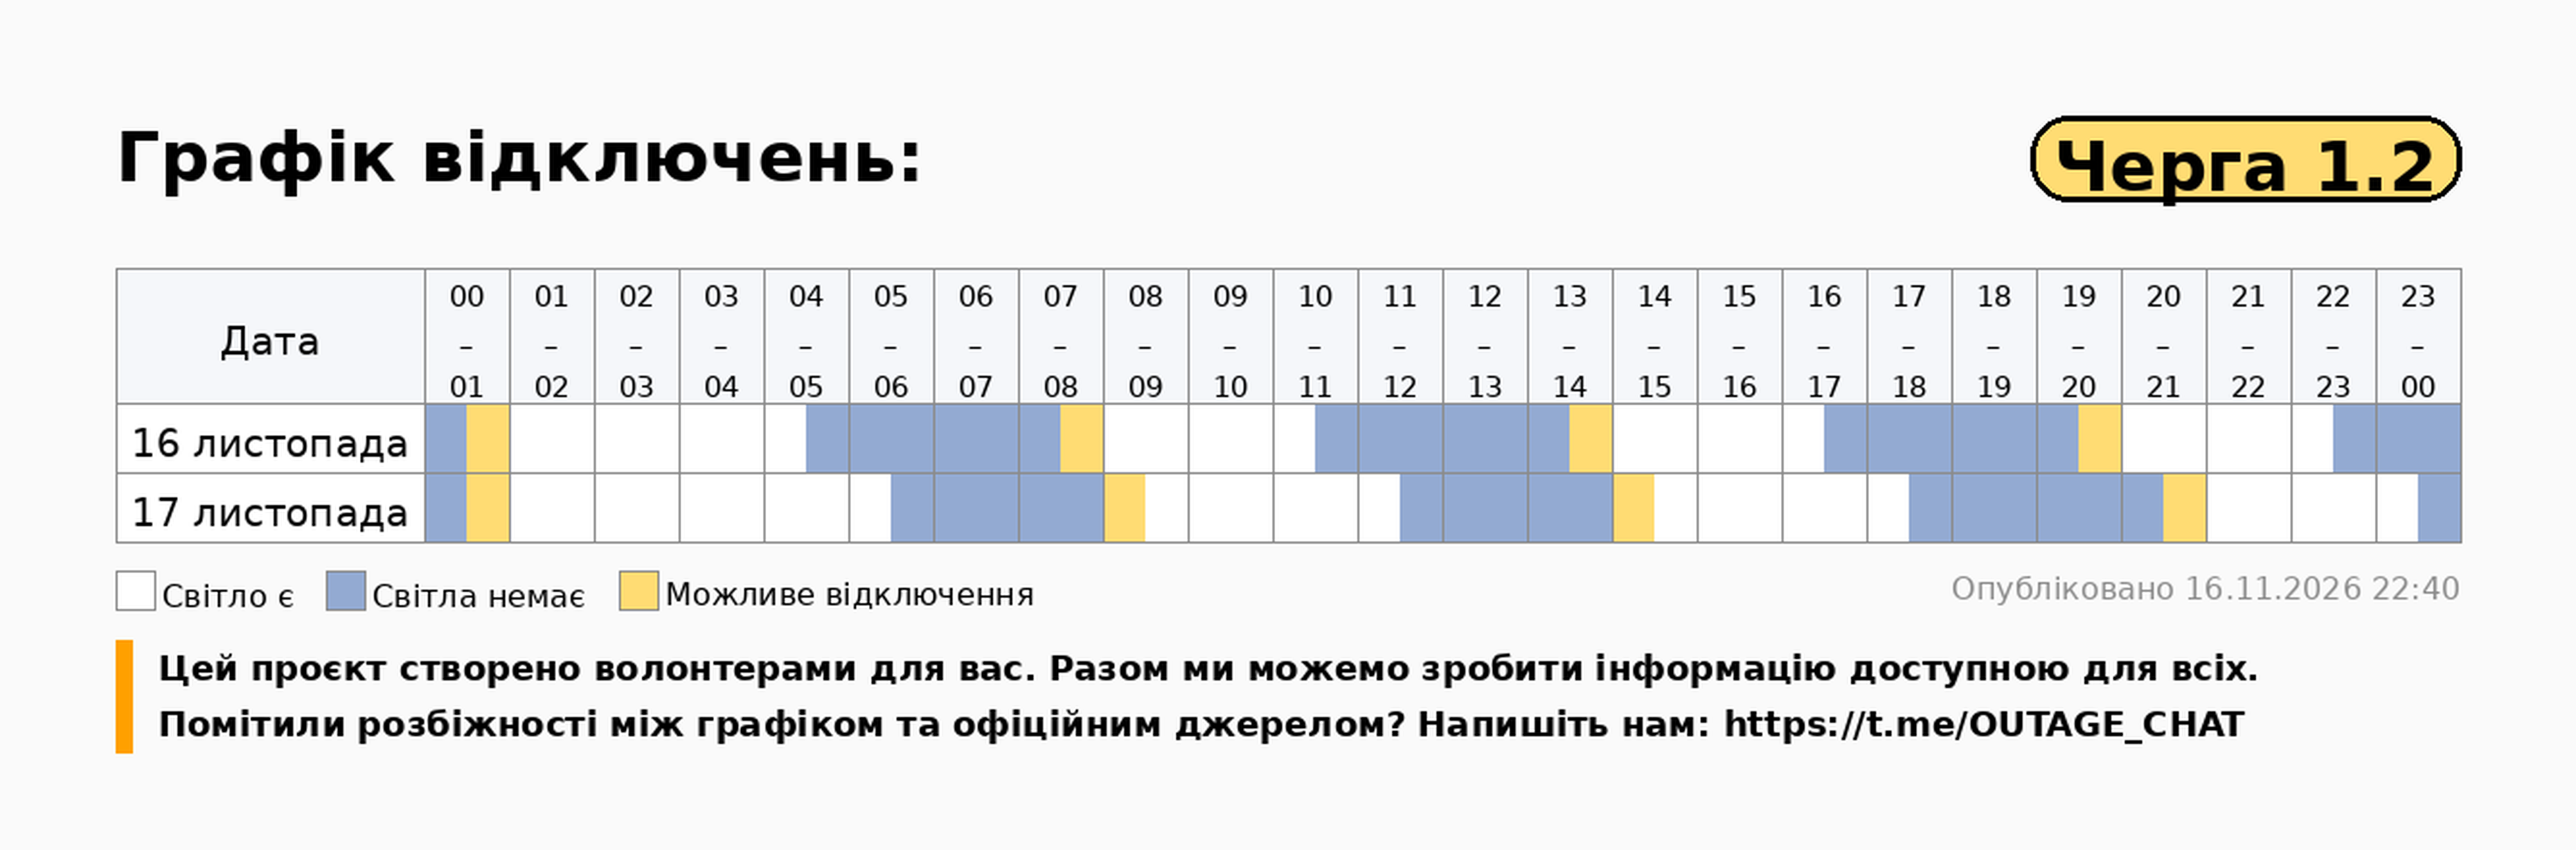 Графік відключень:
Черга 1.2
Дата 00 – 01 01 – 02 02 – 03 03 – 04 04 – 05 05 – 06 06 – 07 07 – 08 08 – 09 09 – 10 10 – 11 11 – 12 12 – 13 13 – 14 14 – 15 15 – 16 16 – 17 17 – 18 18 – 19 19 – 20 20 – 21 21 – 22 22 – 23 23 – 00
16 листопада
17 листопада
Світло є Світла немає Можливе відключення
Опубліковано 16.11.2026 22:40
Цей проєкт створено волонтерами для вас. Разом ми можемо зробити інформацію доступною для всіх.
Помітили розбіжності між графіком та офіційним джерелом? Напишіть нам: https://t.me/OUTAGE_CHAT